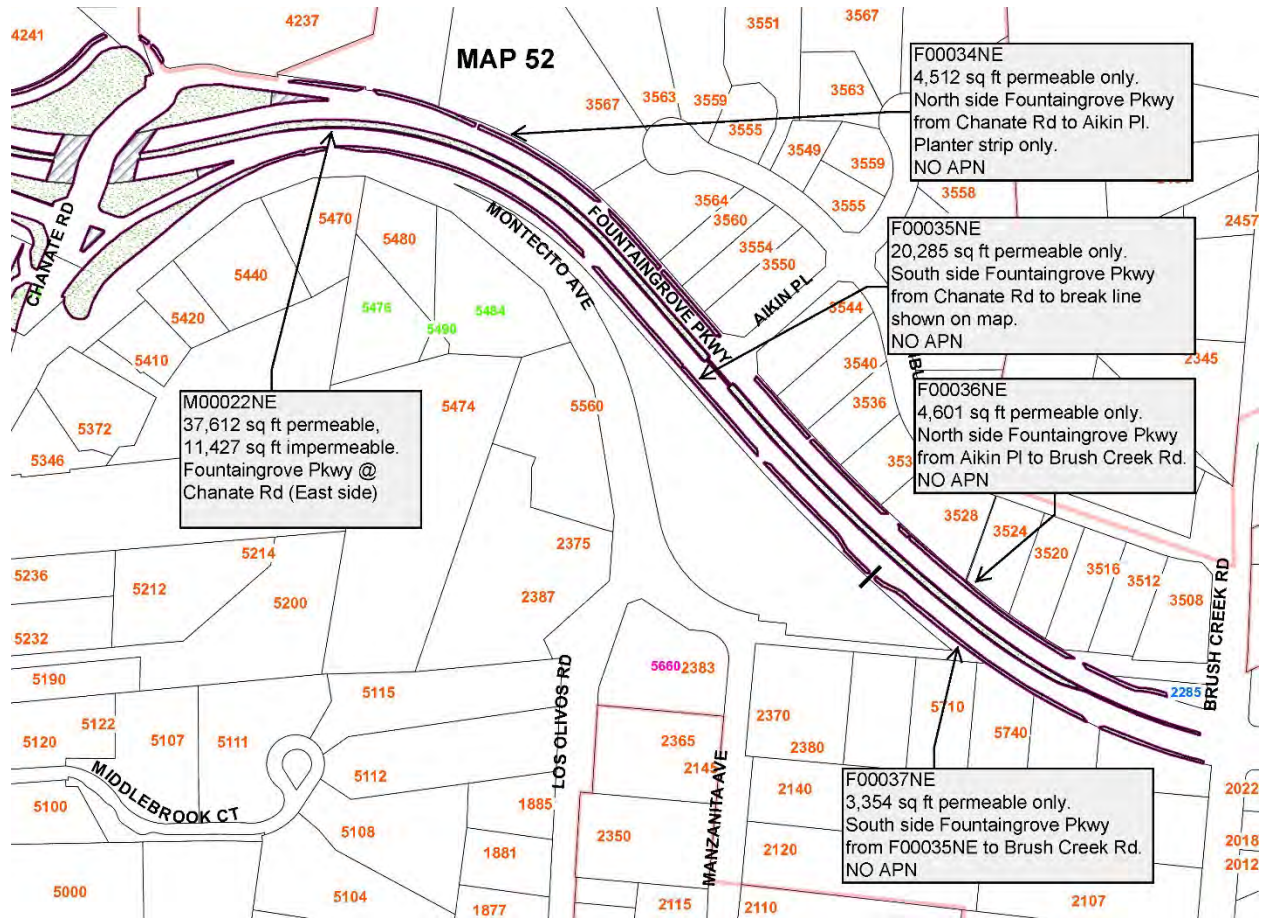 4241
4237
MAP 52
3551
3567
3567
3563
3559
3563
3555
3549
3559
3555
F00034NE
4,512 sq ft permeable only.
North side Fountaingrove Pkwy
from Chanate Rd to Aikin Pl.
Planter strip only.
NO APN
3558
2457
3564
3560
3554
3550
F00035NE
20,285 sq ft permeable only.
South side Fountaingrove Pkwy
from Chanate Rd to break line
shown on map.
NO APN
CHANATE RD
MONTECITO AVE
FOUNTAINGROVE PKWY
AIKIN PL
5470
5480
5440
5476
5484
5490
5420
5410
3544
3540
3536
2345
F00036NE
4,601 sq ft permeable only.
North side Fountaingrove Pkwy
from Aikin Pl to Brush Creek Rd.
NO APN
M00022NE
37,612 sq ft permeable,
11,427 sq ft impermeable.
Fountaingrove Pkwy @
Chanate Rd (East side)
5372
5346
5474
5560
3528
3524
3520
3516
3512
3508
BRUSH CREEK RD
2285
5236
5214
5212
5200
5232
2375
2387
5190
5122
5120
5107
5111
5115
5112
MIDDLEBROOK CT
LOS OLIVOS RD
5660
2383
2365
2145
MANZANITA AVE
2370
2380
5710
5740
2140
2120
F00037NE
3,354 sq ft permeable only.
South side Fountaingrove Pkwy
from F00035NE to Brush Creek Rd.
NO APN
2022
2018
2012
5100
5108
1885
1881
2350
5000
5104
1877
2115
2110
2107